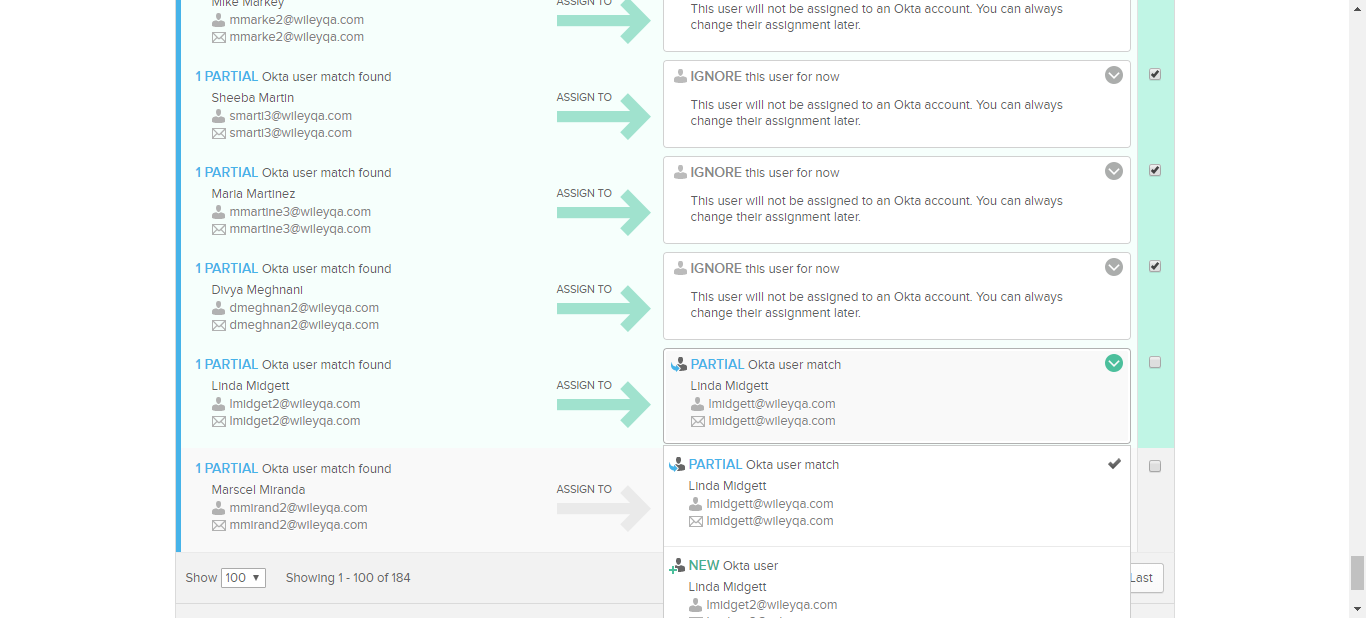 Mike Markey
mmarke2@wileyqa.com
mmarke2@wileyqa.com
ASSIGN TO
This user will not be assigned to an Okta account. You can always
change their assignment later.
1 PARTIAL Okta user match found
Sheeba Martin
smarti3@wileyqa.com
smarti3@wileyqa.com
ASSIGN TO
IGNORE this user for now
This user will not be assigned to an Okta account. You can always
change their assignment later.
1 PARTIAL Okta user match found
Maria Martinez
mmartine3@wileyqa.com
mmartine3@wileyqa.com
ASSIGN TO
IGNORE this user for now
This user will not be assigned to an Okta account. You can always
change their assignment later.
1 PARTIAL Okta user match found
Divya Meghnani
dmeghnan2@wileyqa.com
dmeghnan2@wileyqa.com
ASSIGN TO
IGNORE this user for now
This user will not be assigned to an Okta account. You can always
change their assignment later.
1 PARTIAL Okta user match found
Linda Midgett
lmidget2@wileyqa.com
lmidget2@wileyqa.com
ASSIGN TO
PARTIAL Okta user match
Linda Midgett
lmidgett@wileyqa.com
lmidgett@wileyqa.com
1 PARTIAL Okta user match found
Marscel Miranda
mmirand2@wileyqa.com
mmirand2@wileyqa.com
ASSIGN TO
PARTIAL Okta user match
Linda Midgett
lmidgett@wileyqa.com
lmidgett@wileyqa.com
NEW Okta user
Linda Midgett
lmidget2@wileyqa.com
Show 100 Showing 1 - 100 of 184
Last